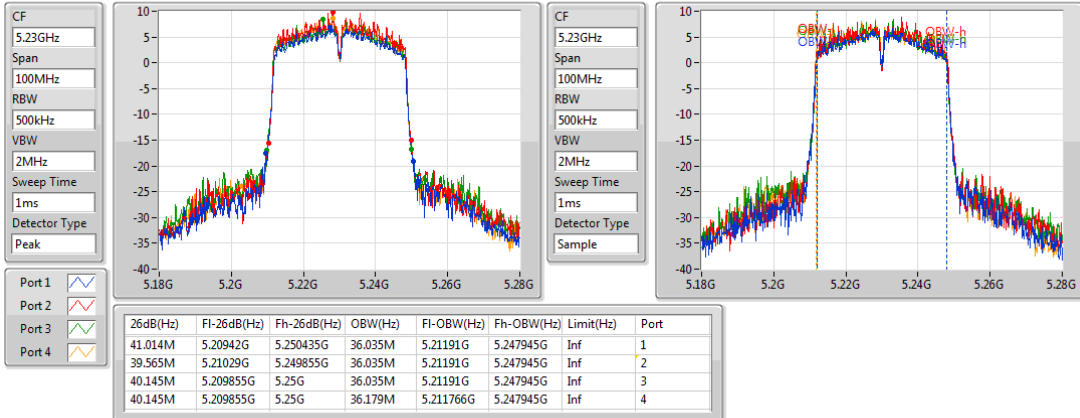 CF
5.23GHz
Span
100MHz
RBW
500kHz
VBW
2MHz
Sweep Time
1ms
Detector Type
Peak
10
5
0
-5
-10
-15
-20
-25
-30
-35
-40
5.18G 5.2G 5.22G 5.24G 5.26G 5.28G
CF
5.23GHz
Span
100MHz
RBW
500kHz
VBW
2MHz
Sweep Time
1ms
Detector Type
Sample
10
5
0
-5
-10
-15
-20
-25
-30
-35
-40
OBW-h
OBW-h
5.18G 5.2G 5.22G 5.24G 5.26G 5.28G
Port 1
Port 2
Port 3
Port 4
26dB(Hz) Fl-26dB(Hz) Fh-26dB(Hz) OBW(Hz) Fl-OBW(Hz) Fh-OBW(Hz) Limit(Hz) Port
41.014M 5.20942G 5.250435G 36.035M 5.21191G 5.247945G Inf 1
39.565M 5.21029G 5.249855G 36.035M 5.21191G 5.247945G Inf 2
40.145M 5.209855G 5.25G 36.035M 5.21191G 5.247945G Inf 3
40.145M 5.209855G 5.25G 36.179M 5.211766G 5.247945G Inf 4